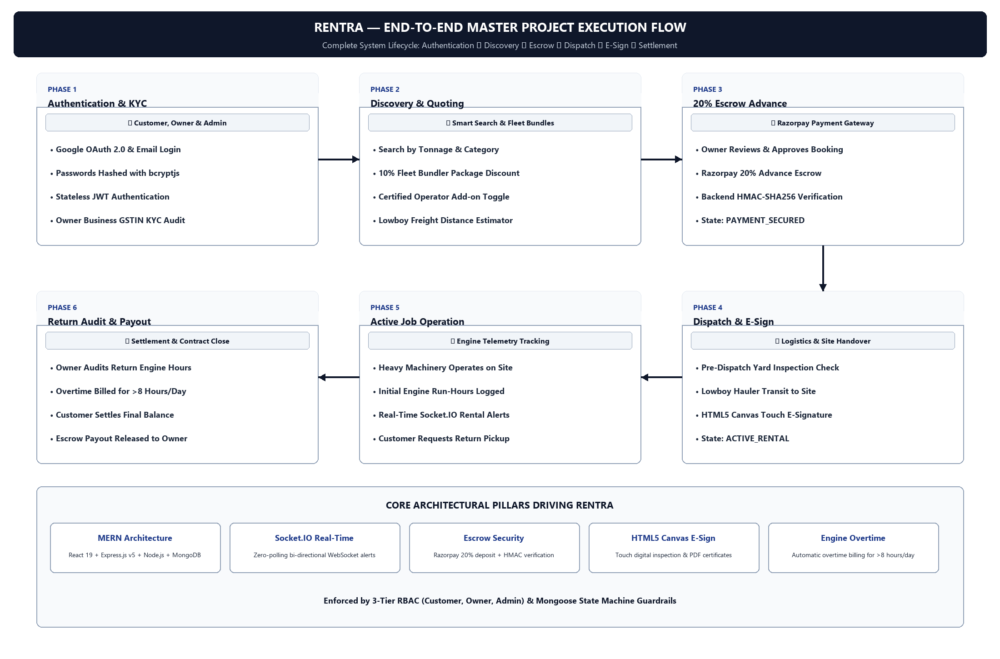 RENTRA — END-TO-END MASTER PROJECT EXECUTION FLOW
Complete System Lifecycle: Authentication ▯ Discovery ▯ Escrow ▯ Dispatch ▯ E-Sign ▯ Settlement
PHASE 1
Authentication & KYC
▯ Customer, Owner & Admin
• Google OAuth 2.0 & Email Login
• Passwords Hashed with bcryptjs
• Stateless JWT Authentication
• Owner Business GSTIN KYC Audit
PHASE 2
Discovery & Quoting
▯ Smart Search & Fleet Bundles
• Search by Tonnage & Category
• 10% Fleet Bundler Package Discount
• Certified Operator Add-on Toggle
• Lowboy Freight Distance Estimator
PHASE 3
20% Escrow Advance
▯ Razorpay Payment Gateway
• Owner Reviews & Approves Booking
• Razorpay 20% Advance Escrow
• Backend HMAC-SHA256 Verification
• State: PAYMENT_SECURED
PHASE 4
Dispatch & E-Sign
▯ Logistics & Site Handover
• Pre-Dispatch Yard Inspection Check
• Lowboy Hauler Transit to Site
• HTML5 Canvas Touch E-Signature
• State: ACTIVE_RENTAL
PHASE 5
Active Job Operation
▯ Engine Telemetry Tracking
• Heavy Machinery Operates on Site
• Initial Engine Run-Hours Logged
• Real-Time Socket.IO Rental Alerts
• Customer Requests Return Pickup
PHASE 6
Return Audit & Payout
▯ Settlement & Contract Close
• Owner Audits Return Engine Hours
• Overtime Billed for >8 Hours/Day
• Customer Settles Final Balance
• Escrow Payout Released to Owner
CORE ARCHITECTURAL PILLARS DRIVING RENTRA
MERN Architecture
React 19 + Express.js v5 + Node.js + MongoDB
Socket.IO Real-Time
Zero-polling bi-directional WebSocket alerts
Escrow Security
Razorpay 20% deposit + HMAC verification
HTML5 Canvas E-Sign
Touch digital inspection & PDF certificates
Engine Overtime
Automatic overtime billing for >8 hours/day
Enforced by 3-Tier RBAC (Customer, Owner, Admin) & Mongoose State Machine Guardrails